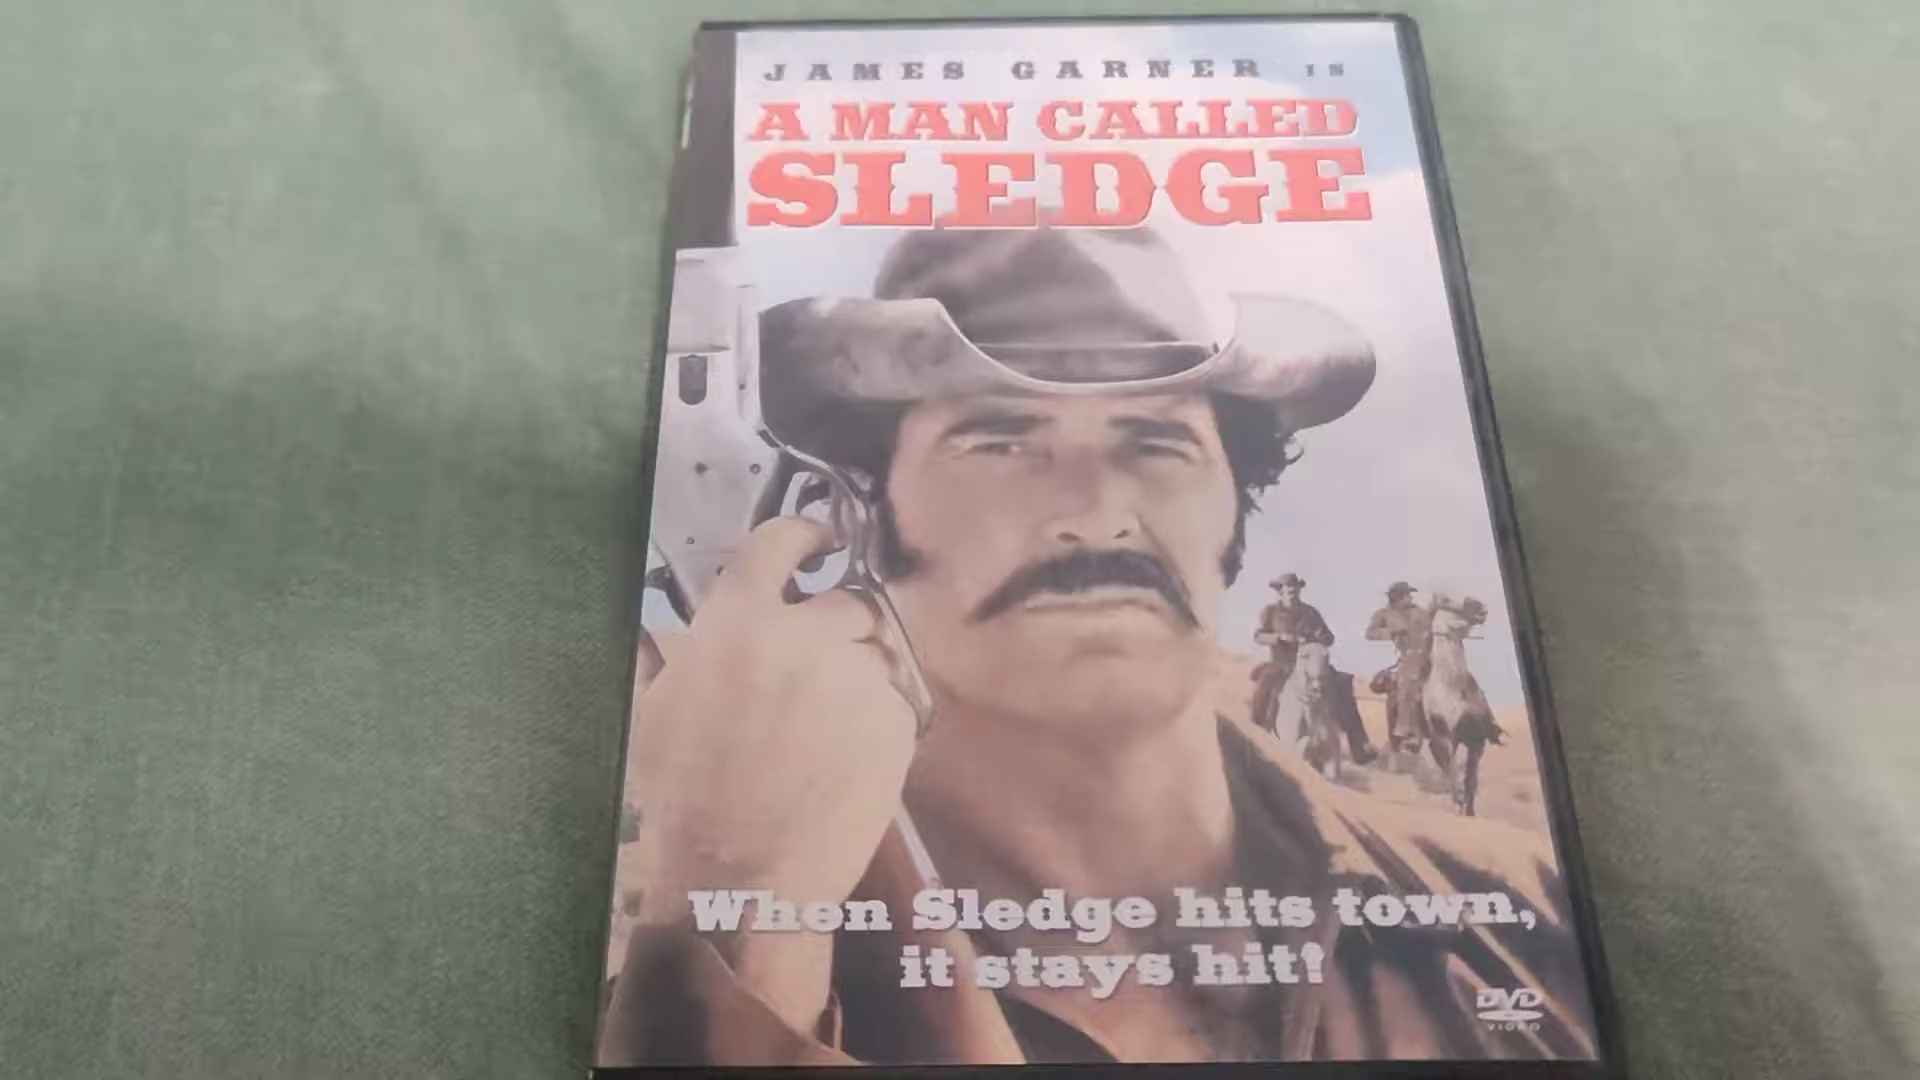 JAMES GARNER IS
A MAN CALLED
SLEDGE
When Sledge hits town,
it stays hit!
DVD
VIDEO